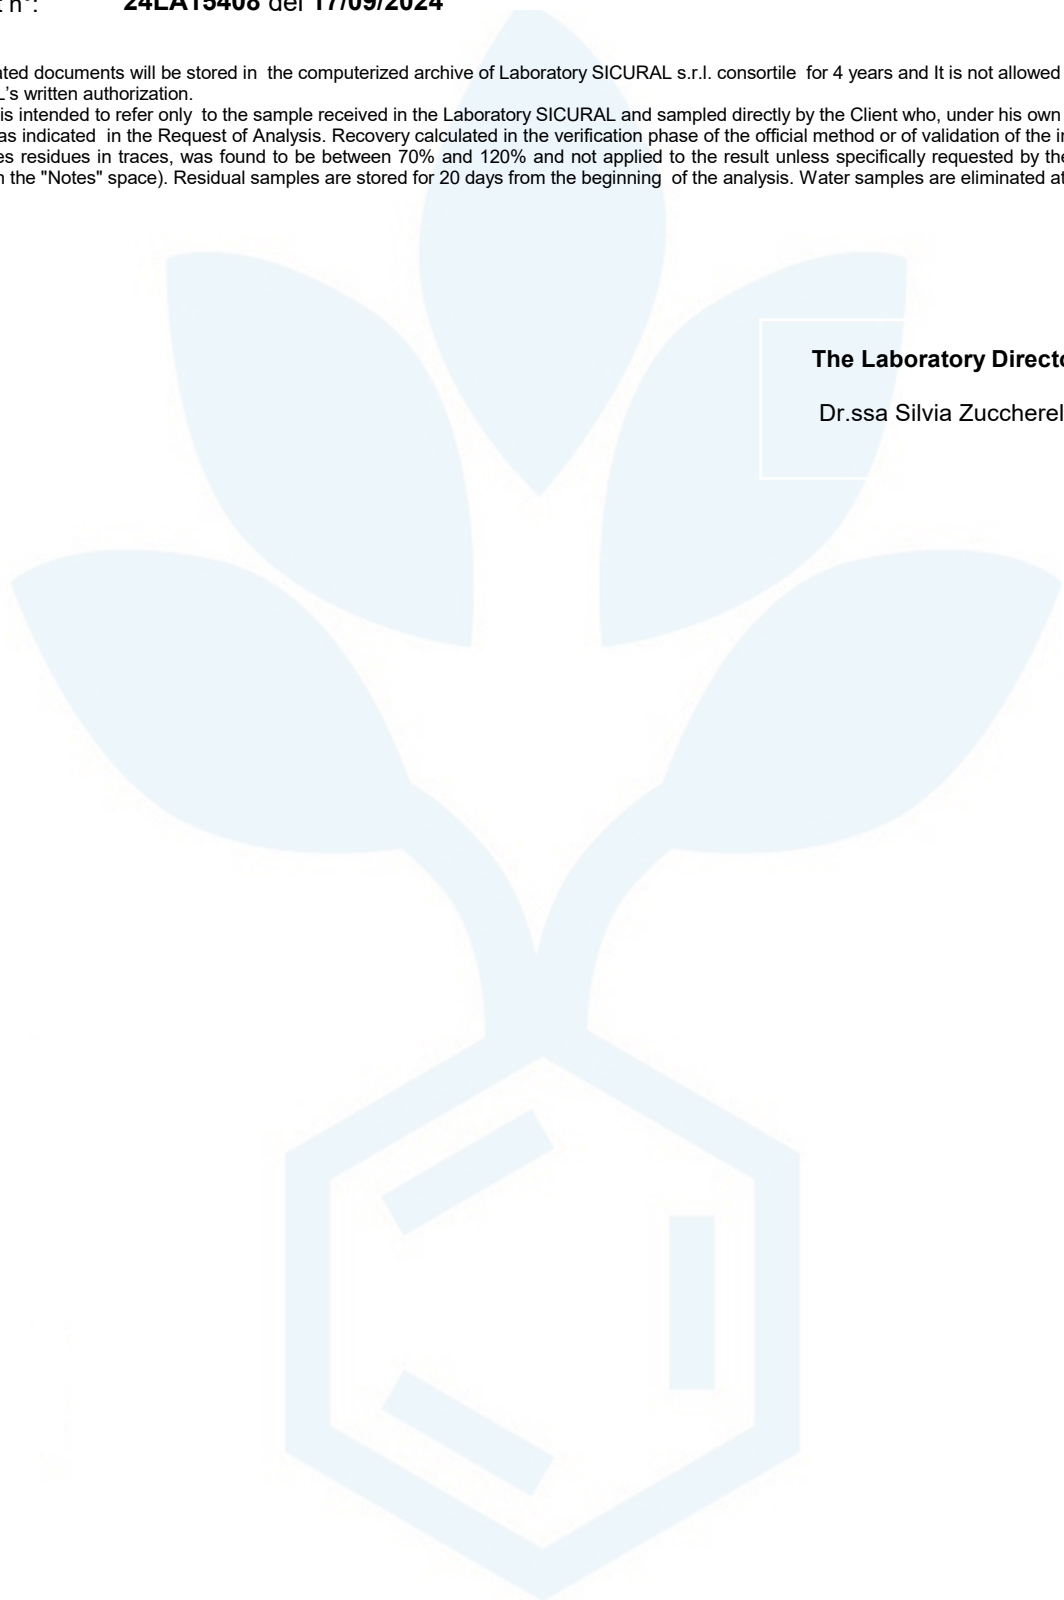 t n°: 24LA15408 del 17/09/2024
ated documents will be stored in the computerized archive of Laboratory SICURAL s.r.l. consortile for 4 years and It is not allowed
L's written authorization.
is intended to refer only to the sample received in the Laboratory SICURAL and sampled directly by the Client who, under his own
as indicated in the Request of Analysis. Recovery calculated in the verification phase of the official method or of validation of the i
es residues in traces, was found to be between 70% and 120% and not applied to the result unless specifically requested by the
n the "Notes" space). Residual samples are stored for 20 days from the beginning of the analysis. Water samples are eliminated at
The Laboratory Directo
Dr.ssa Silvia Zuccherel